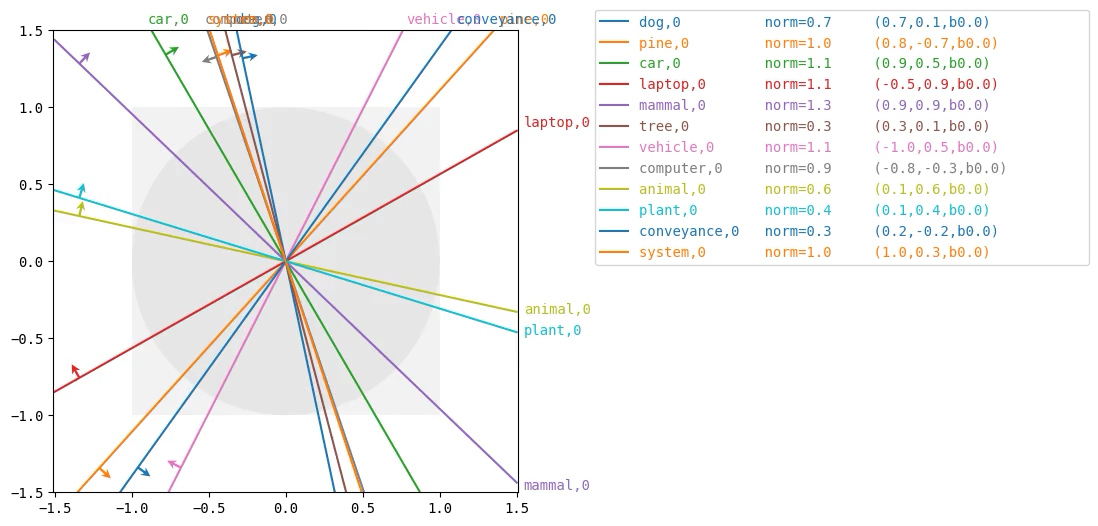 car,0
vehicle,0
conveyance,0
pine,0
1.5
1.0
0.5
0.0
−0.5
−1.0
−1.5
−1.5
−1.0
−0.5
0.0
0.5
1.0
1.5
laptop,0
animal,0
plant,0
mammal,0
dog,0 norm=0.7 (0.7,0.1,b0.0)
pine,0 norm=1.0 (0.8,-0.7,b0.0)
car,0 norm=1.1 (0.9,0.5,b0.0)
laptop,0 norm=1.1 (-0.5,0.9,b0.0)
mammal,0 norm=1.3 (0.9,0.9,b0.0)
tree,0 norm=0.3 (0.3,0.1,b0.0)
vehicle,0 norm=1.1 (-1.0,0.5,b0.0)
computer,0 norm=0.9 (-0.8,-0.3,b0.0)
animal,0 norm=0.6 (0.1,0.6,b0.0)
plant,0 norm=0.4 (0.1,0.4,b0.0)
conveyance,0 norm=0.3 (0.2,-0.2,b0.0)
system,0 norm=1.0 (1.0,0.3,b0.0)